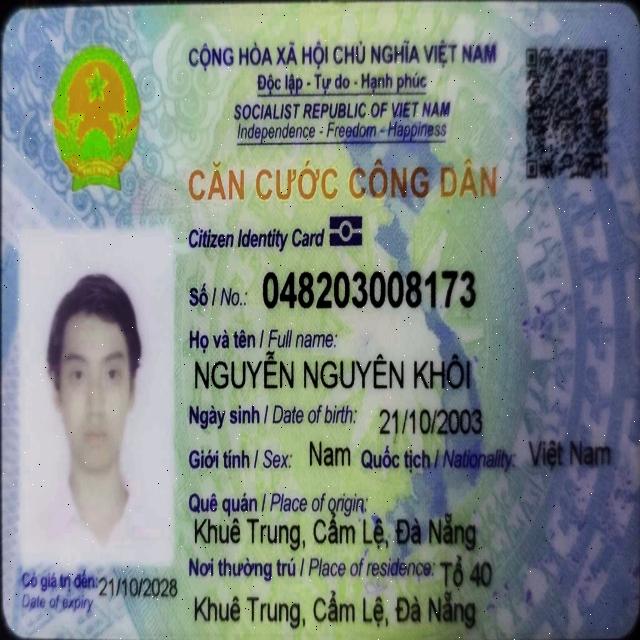 CỘNG HÒA XÃ HỘI CHỦ NGHĨA VIỆT NAM
Độc lập - Tự do - Hạnh phúc
SOCIALIST REPUBLIC OF VIET NAM
Independence - Freedom - Happiness
CĂN CƯỚC CÔNG DÂN
Citizen Identity Card
Số / No.: 048203008173
Họ và tên / Full name:
NGUYỄN NGUYÊN KHÔI
Ngày sinh / Date of birth: 21/10/2003
Giới tính / Sex: Nam Quốc tịch / Nationality: Việt Nam
Quê quán / Place of origin:
Khuê Trung, Cẩm Lệ, Đà Nẵng
Nơi thường trú / Place of residence: Tổ 40
Khuê Trung, Cẩm Lệ, Đà Nẵng
Có giá trị đến: 21/10/2028
Date of expiry